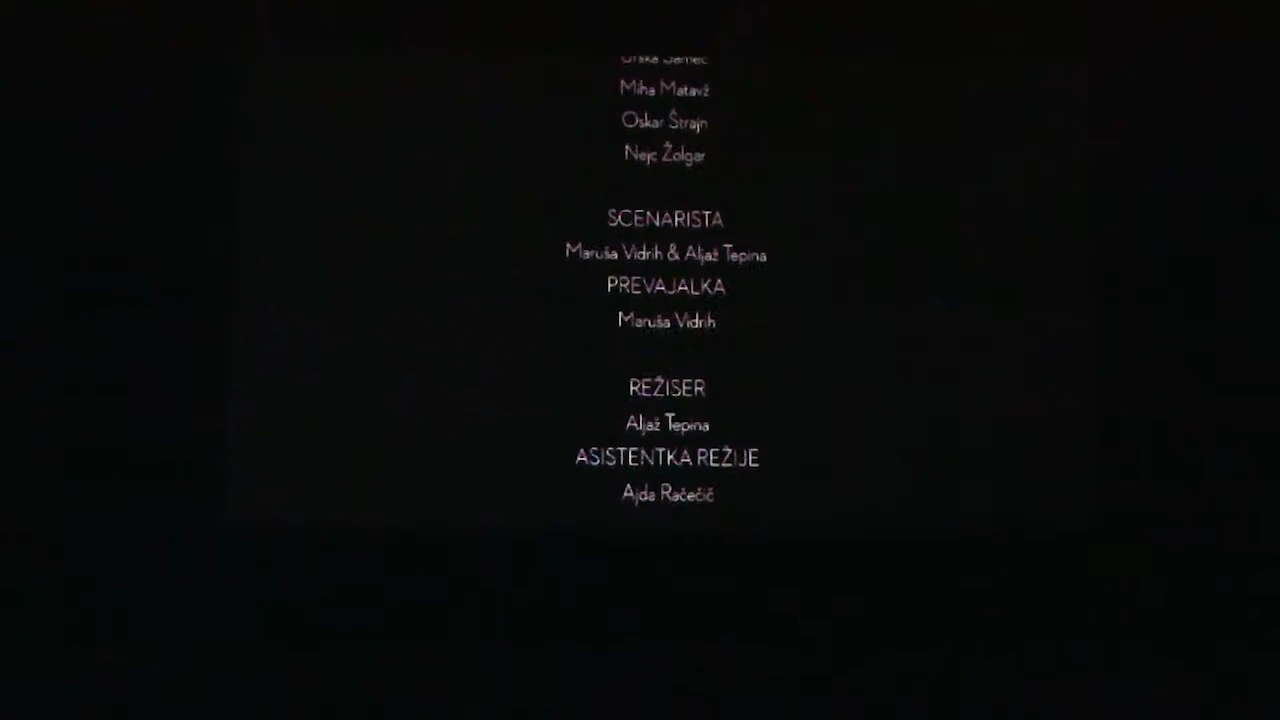 Miha Matavž
Oskar Štrajn
Nejc Žolgar
SCENARISTA
Maruša Vidrih & Aljaž Tepina
PREVAJALKA
Maruša Vidrih
REŽISER
Aljaž Tepina
ASISTENTKA REŽIJE
Ajda Račečič